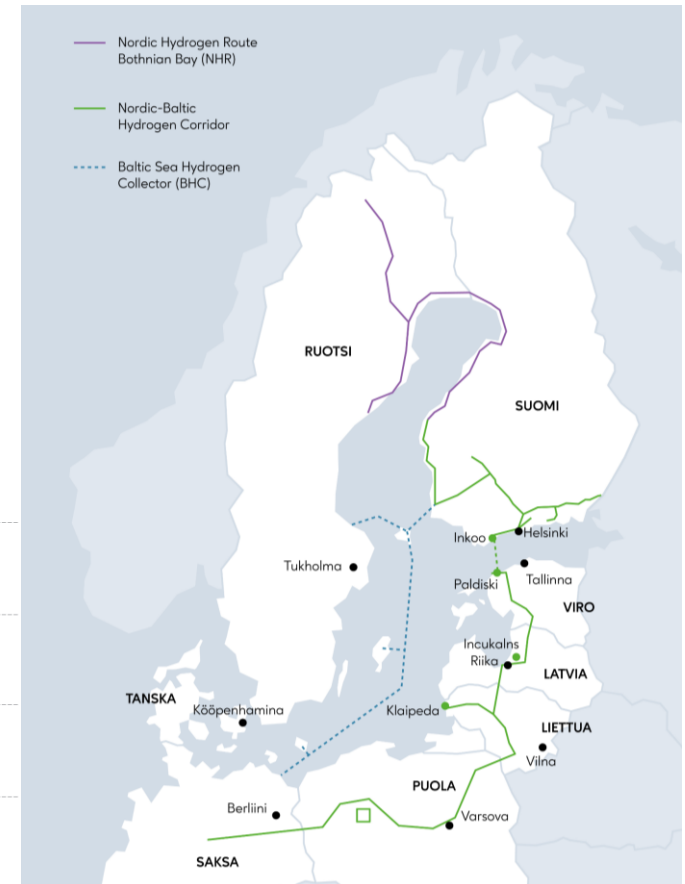 Nordic Hydrogen Route
Bothnian Bay (NHR)
Nordic-Baltic
Hydrogen Corridor
Baltic Sea Hydrogen
Collector (BHC)
RUOTSI
SUOMI
Inkoo
Helsinki
Tukholma
Paldiski
Tallinna
VIRO
Incukalns
Riika
LATVIA
TANSKA
Kööpenhamina
Klaipeda
LIETTUA
Vilna
PUOLA
Berliini
Varsova
SAKSA